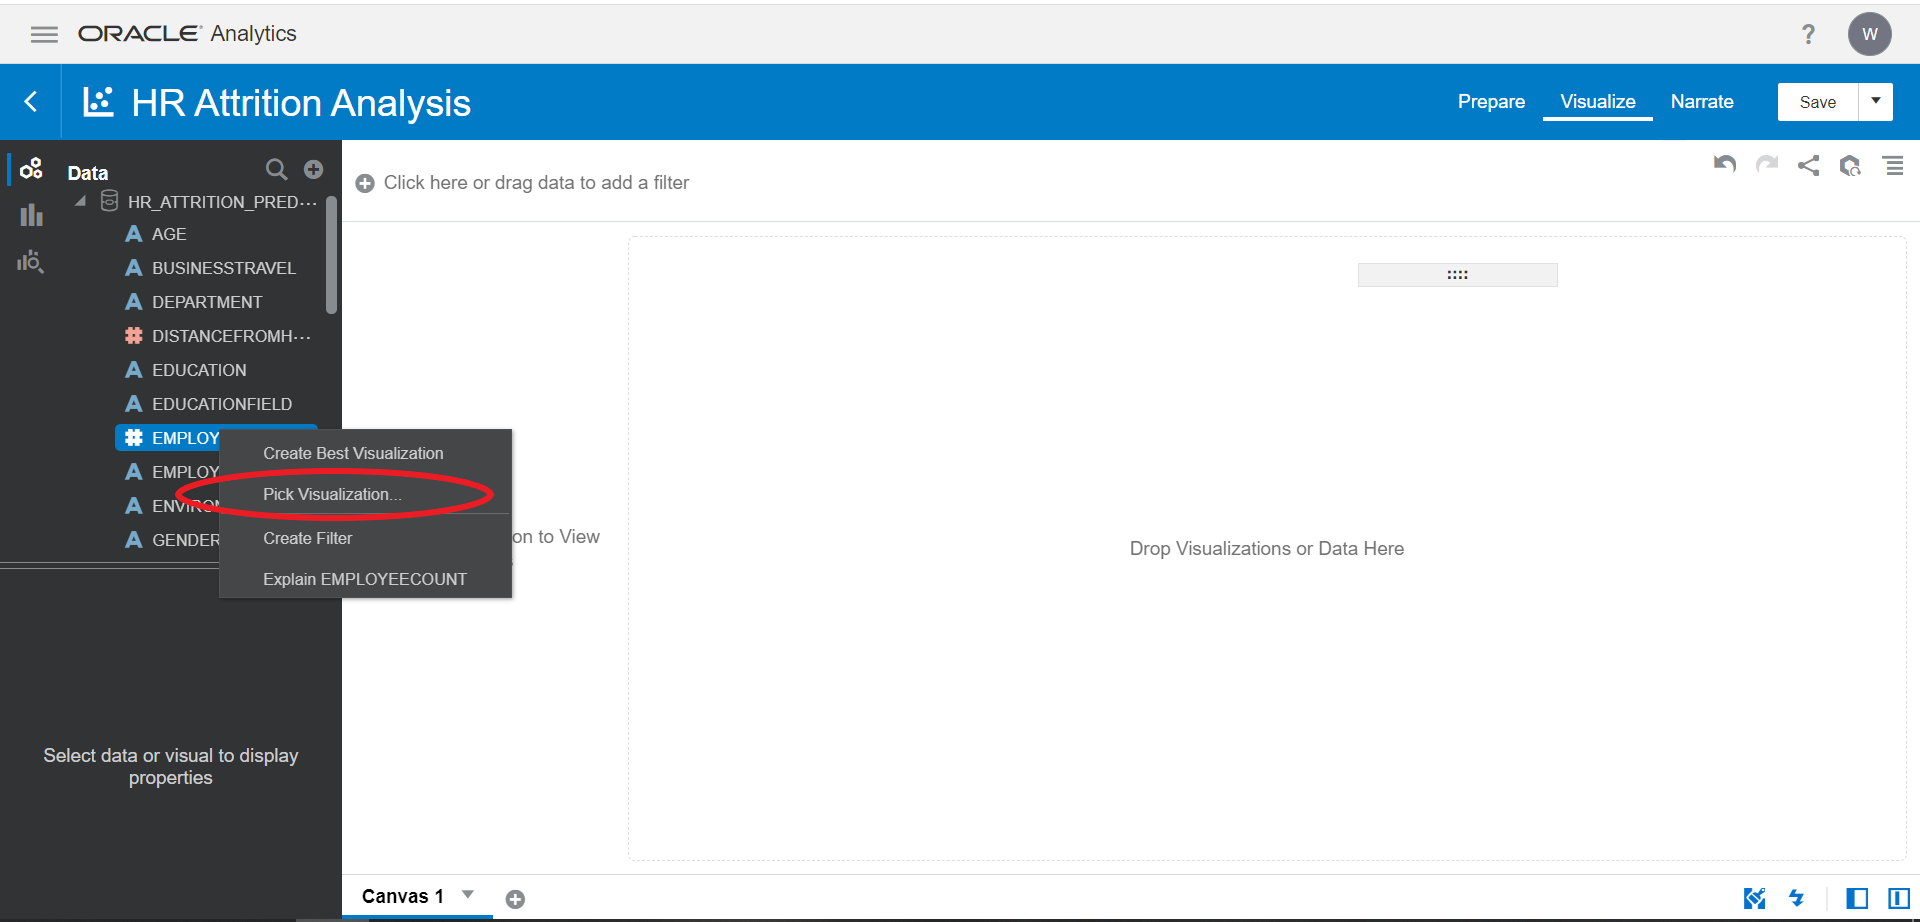 ORACLE Analytics
?
W
HR Attrition Analysis
Prepare
Visualize
Narrate
Save
Data
HR_ATTRITION_PRED...
A AGE
A BUSINESSTRAVEL
A DEPARTMENT
# DISTANCEFROMH...
A EDUCATION
A EDUCATIONFIELD
# EMPLOY
A EMPLOY
A ENVIRON
A GENDER
Create Best Visualization
Pick Visualization...
Create Filter
Explain EMPLOYEECOUNT
Select data or visual to display
properties
Click here or drag data to add a filter
on to View
Drop Visualizations or Data Here
Canvas 1